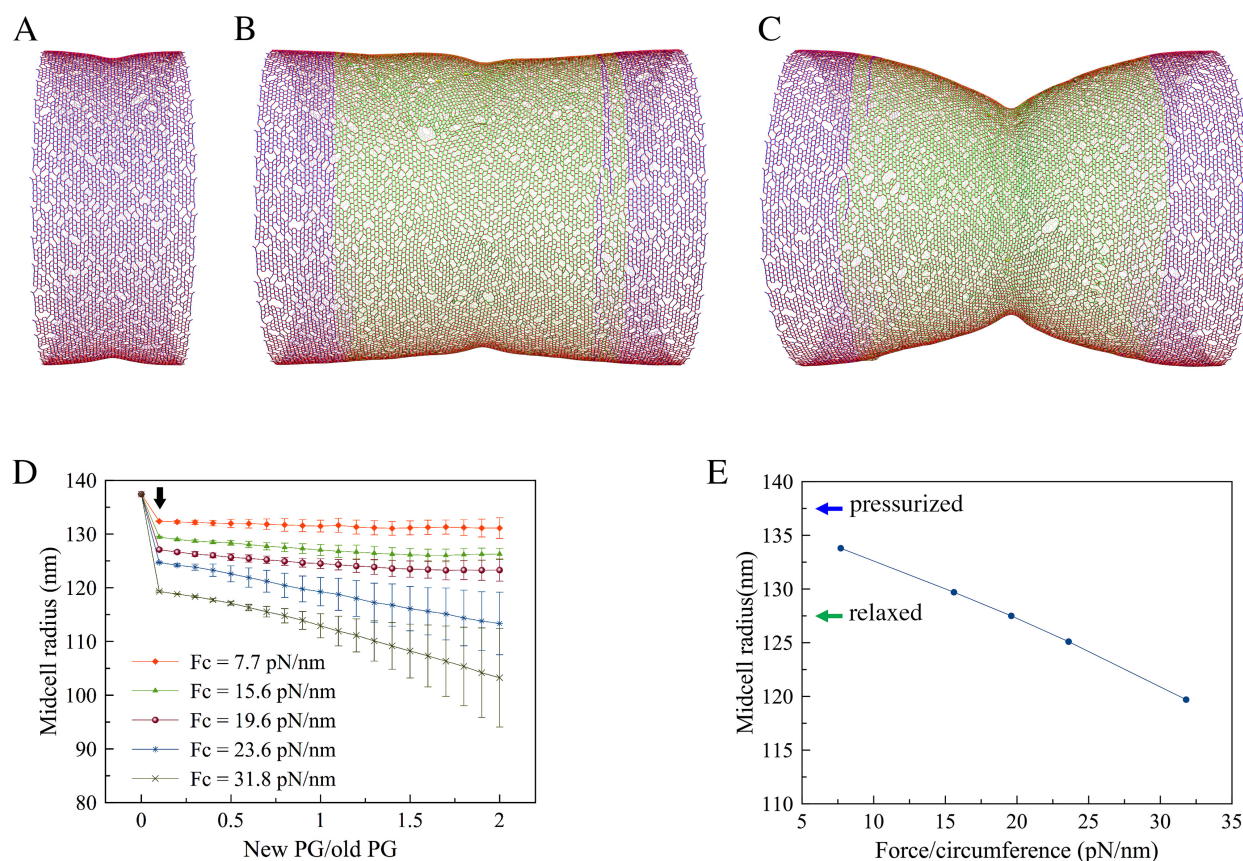 A
B
C
D
140
130
120
110
100
90
80
Midcell radius (nm)
Fc = 7.7 pN/nm
Fc = 15.6 pN/nm
Fc = 19.6 pN/nm
Fc = 23.6 pN/nm
Fc = 31.8 pN/nm
0
0.5
1
1.5
2
New PG/old PG
E
140
135
130
125
120
115
110
Midcell radius(nm)
pressurized
relaxed
5
10
15
20
25
30
35
Force/circumference (pN/nm)